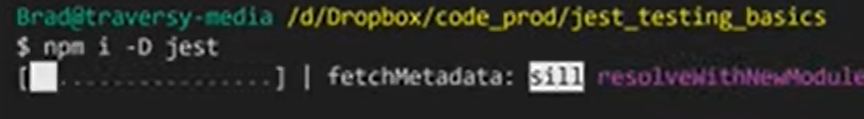 Brad@traversy-media /d/Dropbox/code_prod/jest_testing_basics
$ npm i -D jest
[ ................] | fetchMetadata: sill resolveWithNewModule